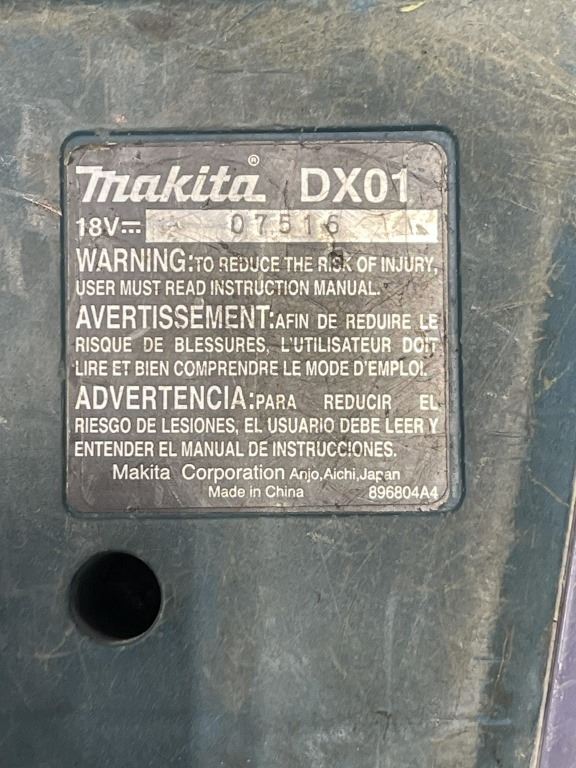 makita® DX01
18V⎓ 07516
WARNING:TO REDUCE THE RISK OF INJURY,
USER MUST READ INSTRUCTION MANUAL.
AVERTISSEMENT:AFIN DE REDUIRE LE
RISQUE DE BLESSURES, L'UTILISATEUR DOIT
LIRE ET BIEN COMPRENDRE LE MODE D'EMPLOI.
ADVERTENCIA:PARA REDUCIR EL
RIESGO DE LESIONES, EL USUARIO DEBE LEER Y
ENTENDER EL MANUAL DE INSTRUCCIONES.
Makita Corporation Anjo,Aichi,Japan
Made in China 896804A4